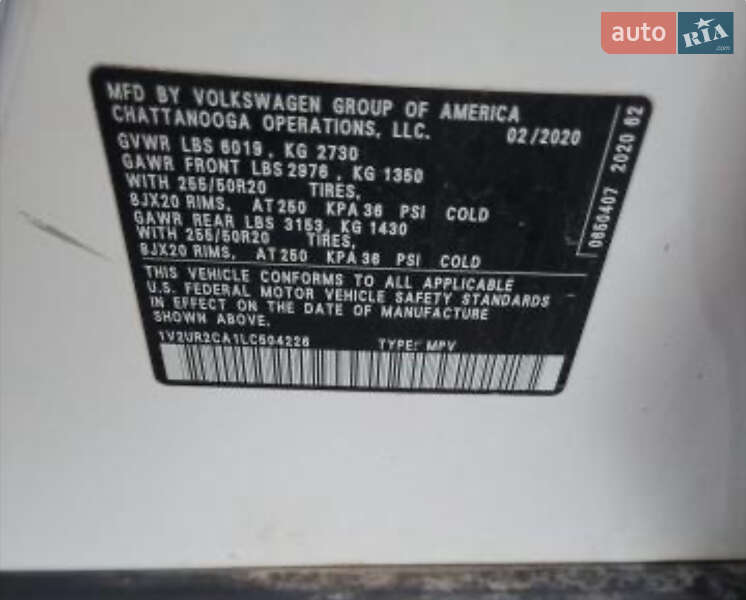 auto RIA.com
MFD BY VOLKSWAGEN GROUP OF AMERICA
CHATTANOOGA OPERATIONS, LLC. 02/2020
GVWR LBS 6019, KG 2730
GAWR FRONT LBS 2976, KG 1350
WITH 255/50R20 TIRES,
8JX20 RIMS, AT 250 KPA 36 PSI COLD
GAWR REAR LBS 3153, KG 1430
WITH 255/50R20 TIRES,
8JX20 RIMS, AT 250 KPA 36 PSI COLD
THIS VEHICLE CONFORMS TO ALL APPLICABLE
U.S. FEDERAL MOTOR VEHICLE SAFETY STANDARDS
IN EFFECT ON THE DATE OF MANUFACTURE
SHOWN ABOVE.
1V2UR2CA1LC504226 TYPE: MPV
0650407 2020 62